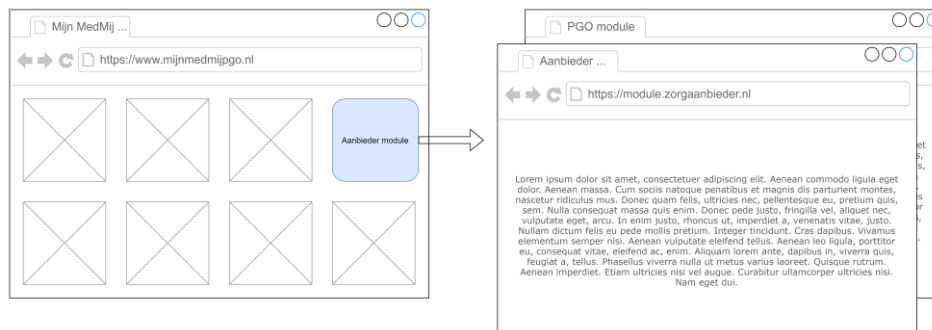 Mijn MedMij ...
https://www.mijnmedmijpgo.nl
Aanbieder module
PGO module
Aanbieder ...
https://module.zorgaanbieder.nl
Lorem ipsum dolor sit amet, consectetuer adipiscing elit. Aenean commodo ligula eget
dolor. Aenean massa. Cum sociis natoque penatibus et magnis dis parturient montes,
nascetur ridiculus mus. Donec quam felis, ultricies nec, pellentesque eu, pretium quis,
sem. Nulla consequat massa quis enim. Donec pede justo, fringilla vel, aliquet nec,
vulputate eget, arcu. In enim justo, rhoncus ut, imperdiet a, venenatis vitae, justo.
Nullam dictum felis eu pede mollis pretium. Integer tincidunt. Cras dapibus. Vivamus
elementum semper nisi. Aenean vulputate eleifend tellus. Aenean leo ligula, porttitor
eu, consequat vitae, eleifend ac, enim. Aliquam lorem ante, dapibus in, viverra quis,
feugiat a, tellus. Phasellus viverra nulla ut metus varius laoreet. Quisque rutrum.
Aenean imperdiet. Etiam ultricies nisi vel augue. Curabitur ullamcorper ultricies nisi.
Nam eget dui.